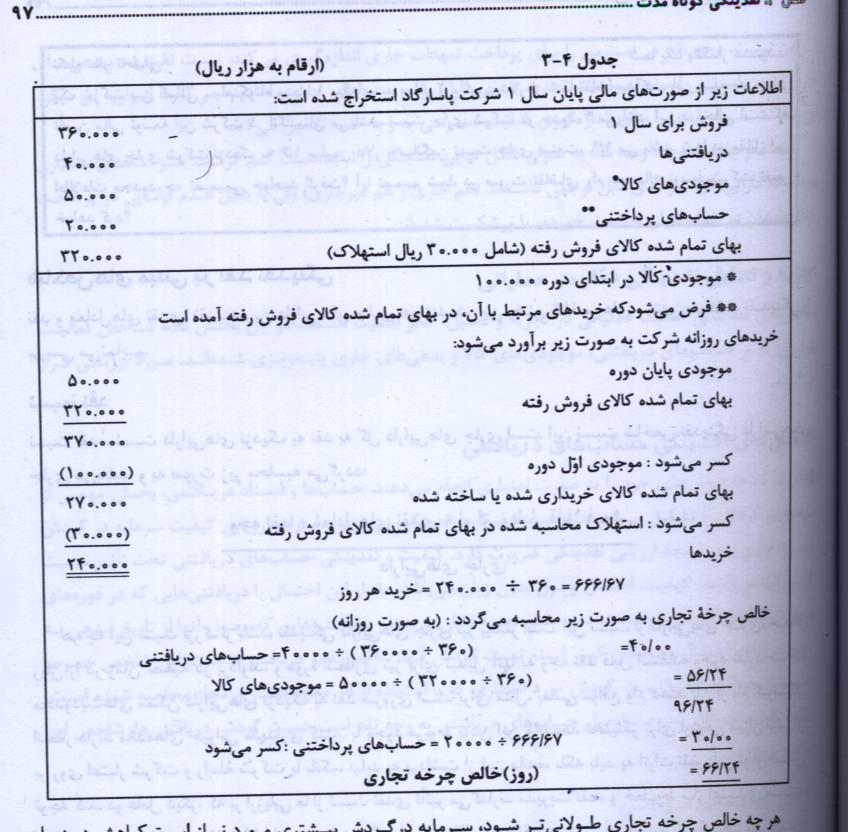 فصل ۳. نقدینگی کوتاه مدت ........ ۹۷
جدول ۴-۳ (ارقام به هزار ریال)
اطلاعات زیر از صورت‌های مالی پایان سال ۱ شرکت پاسارگاد استخراج شده است:
فروش برای سال ۱ ۳۶۰.۰۰۰
دریافتنی‌ها ۴۰.۰۰۰
موجودی‌های کالا* ۵۰.۰۰۰
حساب‌های پرداختنی** ۲۰.۰۰۰
بهای تمام شده کالای فروش رفته (شامل ۳۰.۰۰۰ ریال استهلاک) ۳۲۰.۰۰۰
* موجودی کالا در ابتدای دوره ۱۰۰.۰۰۰
** فرض می‌شودکه خریدهای مرتبط با آن، در بهای تمام شده کالای فروش رفته آمده است
خریدهای روزانه شرکت به صورت زیر برآورد می‌شود:
موجودی پایان دوره ۵۰.۰۰۰
بهای تمام شده کالای فروش رفته ۳۲۰.۰۰۰
۳۷۰.۰۰۰
کسر می‌شود : موجودی اوّل دوره (۱۰۰.۰۰۰)
بهای تمام شده کالای خریداری شده یا ساخته شده ۲۷۰.۰۰۰
کسر می‌شود : استهلاک محاسبه شده در بهای تمام شده کالای فروش رفته (۳۰.۰۰۰)
خریدها ۲۴۰.۰۰۰
خرید هر روز = ۲۴۰.۰۰۰ ÷ ۳۶۰ = ۶۶۶/۶۷
خالص چرخهٔ تجاری به صورت زیر محاسبه می‌گردد : (به صورت روزانه)
حساب‌های دریافتنی =۴۰۰۰۰ ÷ (۳۶۰۰۰۰ ÷ ۳۶۰) =۴۰/۰۰
موجودی‌های کالا = ۵۰۰۰۰ ÷ (۳۲۰۰۰۰ ÷ ۳۶۰) = ۵۶/۲۴
۹۶/۲۴
کسر می‌شود: حساب‌های پرداختنی = ۲۰۰۰۰ ÷ ۶۶۶/۶۷ = ۳۰/۰۰
خالص چرخه تجاری(روز) = ۶۶/۲۴
هر چه خالص چرخه تجاری طولانی‌تر شود، سرمایه در گردش بیشتری مورد نیاز است